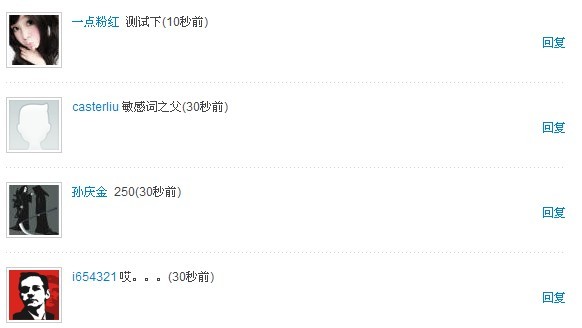 一点粉红 测试下(10秒前)
回复
casterliu 敏感词之父(30秒前)
回复
孙庆金 250(30秒前)
回复
i654321 哎。。。(30秒前)
回复